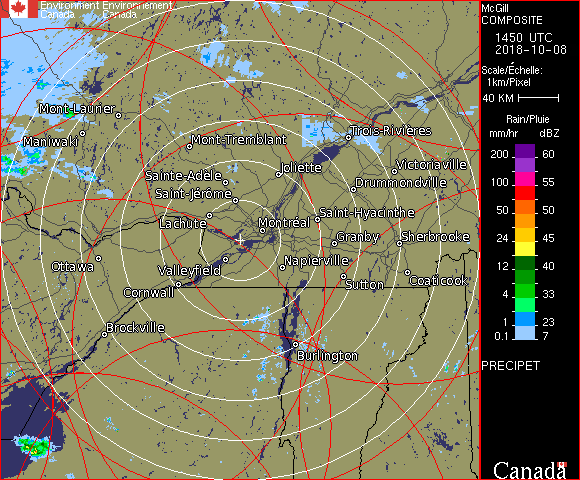 Environment Environnement
Canada Canada
Mont-Laurier
Maniwaki
Mont-Tremblant
Trois-Rivières
Sainte-Adèle
Joliette
Victoriaville
Saint-Jérôme
Drummondville
Lachute
Montréal
Saint-Hyacinthe
Granby
Sherbrooke
Ottawa
Valleyfield
Napierville
Cornwall
Sutton
Coaticook
Brockville
Burlington
McGill
COMPOSITE
1450 UTC
2018-10-08
Scale/Échelle:
1km/Pixel
40 KM
Rain/Pluie
mm/hr dBZ
200 60
150 55
100 55
50 50
24 45
12 40
4 33
1 23
0.1 7
PRECIPET
Canada